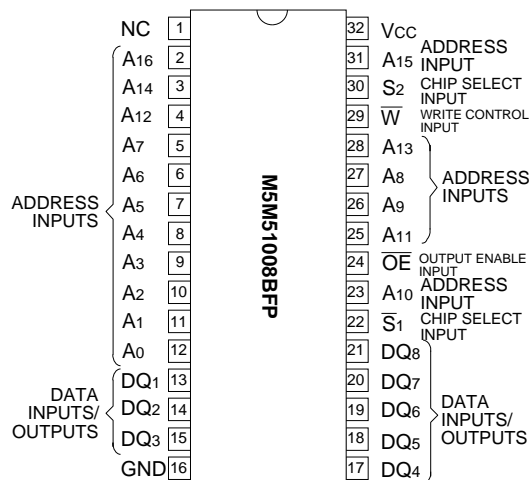 NC 1
A16 2
A14 3
A12 4
A7 5
A6 6
A5 7
A4 8
A3 9
A2 10
A1 11
A0 12
DQ1 13
DQ2 14
DQ3 15
GND 16
ADDRESS
INPUTS
DATA
INPUTS/
OUTPUTS
M5M51008BFP
32 VCC
31 A15 ADDRESS
INPUT
30 S2 CHIP SELECT
INPUT
29 W WRITE CONTROL
INPUT
28 A13
27 A8
26 A9
25 A11
ADDRESS
INPUTS
24 OE OUTPUT ENABLE
INPUT
23 A10 ADDRESS
INPUT
22 S1 CHIP SELECT
INPUT
21 DQ8
20 DQ7
19 DQ6
18 DQ5
17 DQ4
DATA
INPUTS/
OUTPUTS